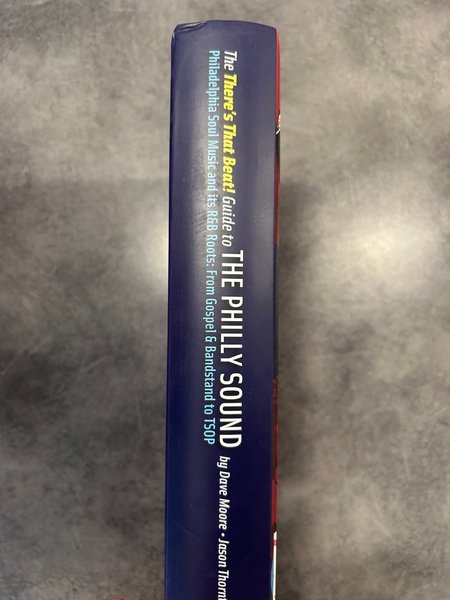 The There's That Beat! Guide to THE PHILLY SOUND by Dave Moore • Jason Thornt
Philadelphia Soul Music and its R&B Roots: From Gospel & Bandstand to TSOP